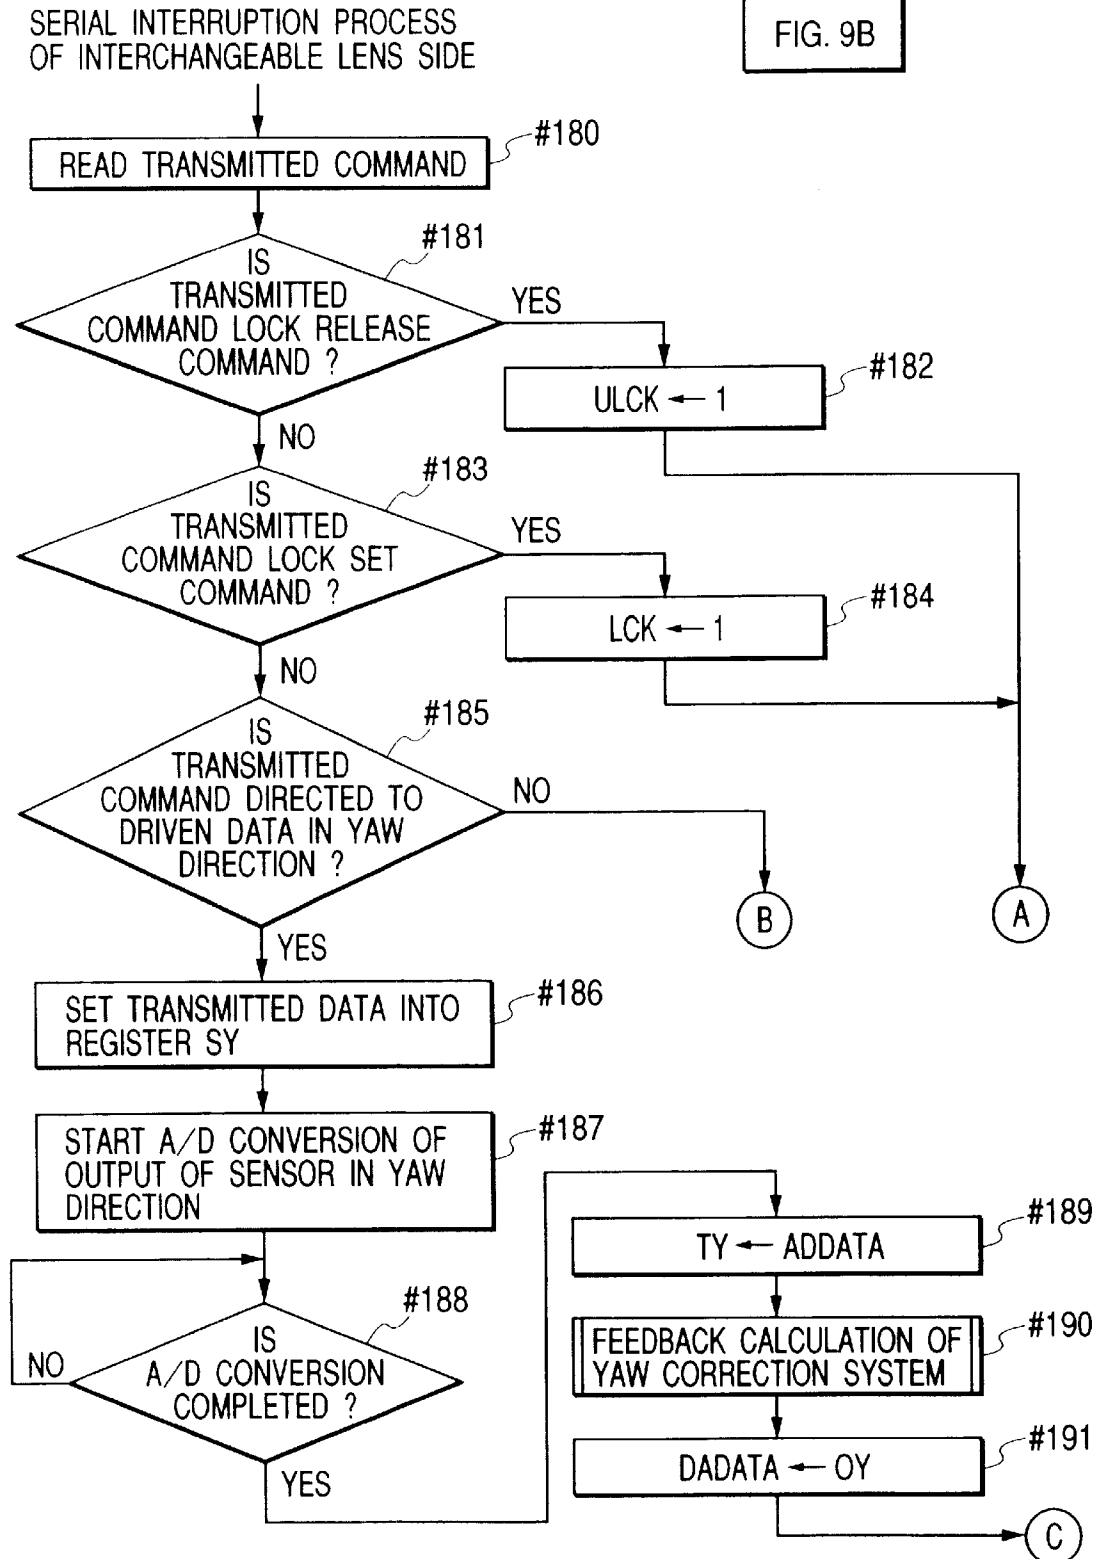 SERIAL INTERRUPTION PROCESS
OF INTERCHANGEABLE LENS SIDE
FIG. 9B
READ TRANSMITTED COMMAND
#180
IS
TRANSMITTED
COMMAND LOCK RELEASE
COMMAND ?
#181
YES
ULCK ← 1
#182
NO
IS
TRANSMITTED
COMMAND LOCK SET
COMMAND ?
#183
YES
LCK ← 1
#184
NO
IS
TRANSMITTED
COMMAND DIRECTED TO
DRIVEN DATA IN YAW
DIRECTION ?
#185
NO
B
A
YES
SET TRANSMITTED DATA INTO
REGISTER SY
#186
START A/D CONVERSION OF
OUTPUT OF SENSOR IN YAW
DIRECTION
#187
IS
A/D CONVERSION
COMPLETED ?
#188
NO
YES
TY ← ADDATA
#189
FEEDBACK CALCULATION OF
YAW CORRECTION SYSTEM
#190
DADATA ← OY
#191
C